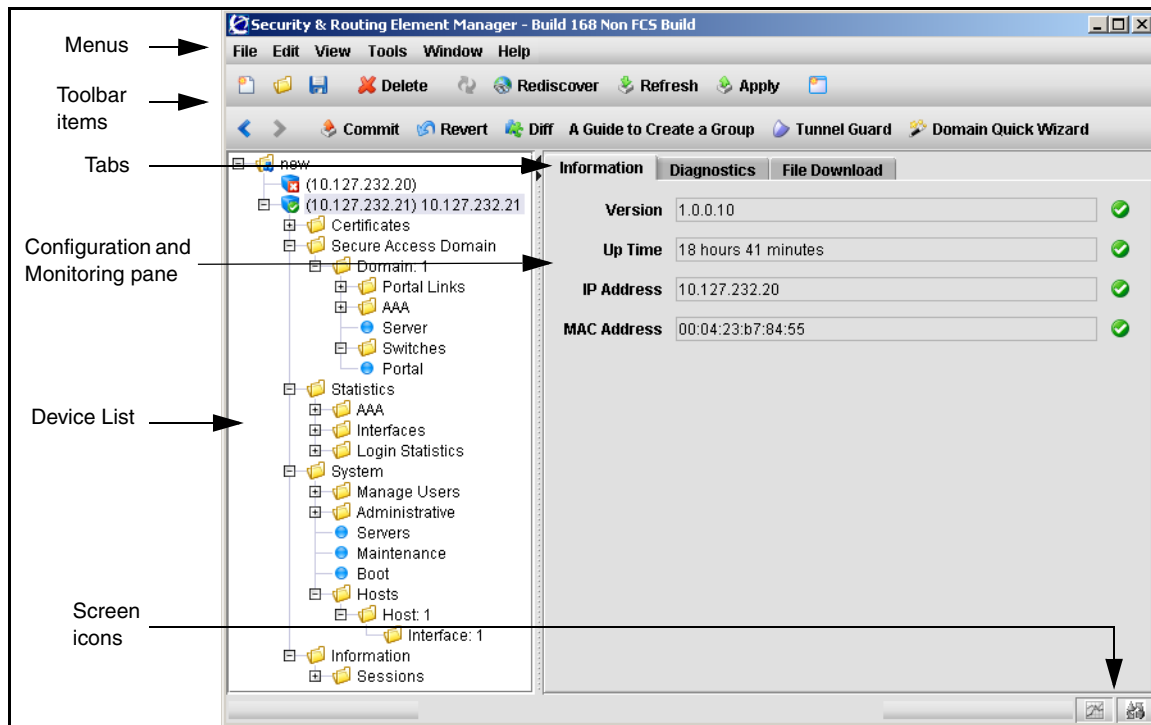 Security & Routing Element Manager - Build 168 Non FCS Build
Menus
File Edit View Tools Window Help
Toolbar items
Delete Rediscover Refresh Apply
Commit Revert Diff A Guide to Create a Group Tunnel Guard Domain Quick Wizard
Tabs
Information Diagnostics File Download
Configuration and Monitoring pane
Device List
Screen icons
new
(10.127.232.20)
(10.127.232.21) 10.127.232.21
Certificates
Secure Access Domain
Domain: 1
Portal Links
AAA
Server
Switches
Portal
Statistics
AAA
Interfaces
Login Statistics
System
Manage Users
Administrative
Servers
Maintenance
Boot
Hosts
Host: 1
Interface: 1
Information
Sessions
Version 1.0.0.10
Up Time 18 hours 41 minutes
IP Address 10.127.232.20
MAC Address 00:04:23:b7:84:55